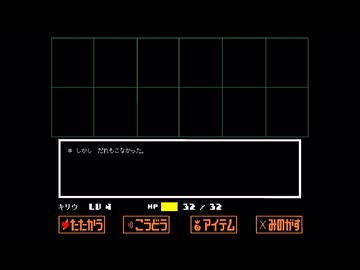 * しかし だれもこなかった。
キリウ LV 4 HP 32 / 32
たたかう こうどう アイテム みのがす